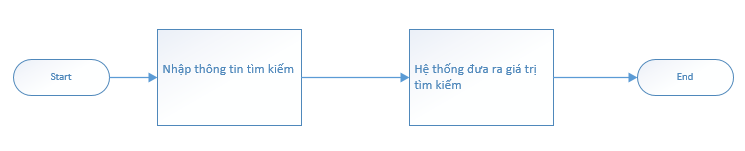 Start
Nhập thông tin tìm kiếm
Hệ thống đưa ra giá trị
tìm kiếm
End